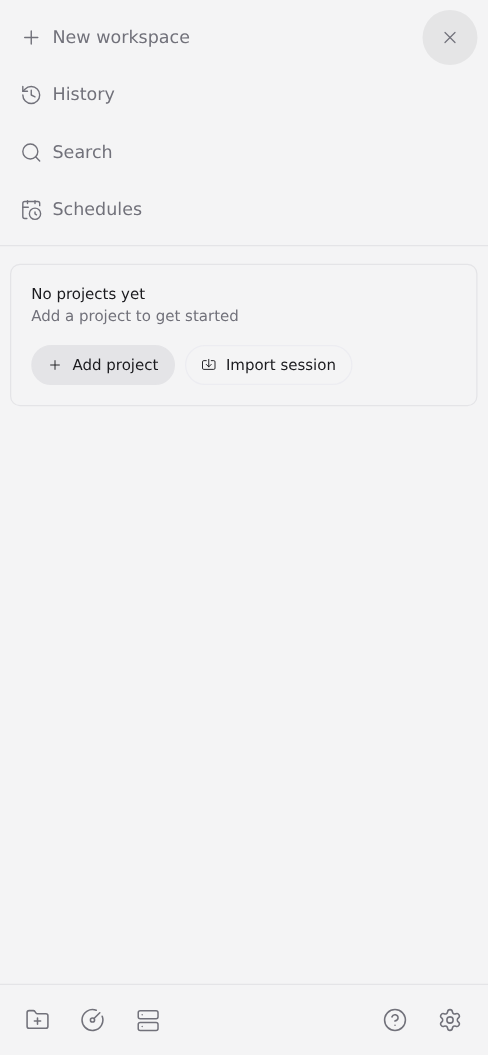 New workspace
History
Search
Schedules
No projects yet
Add a project to get started
Add project
Import session